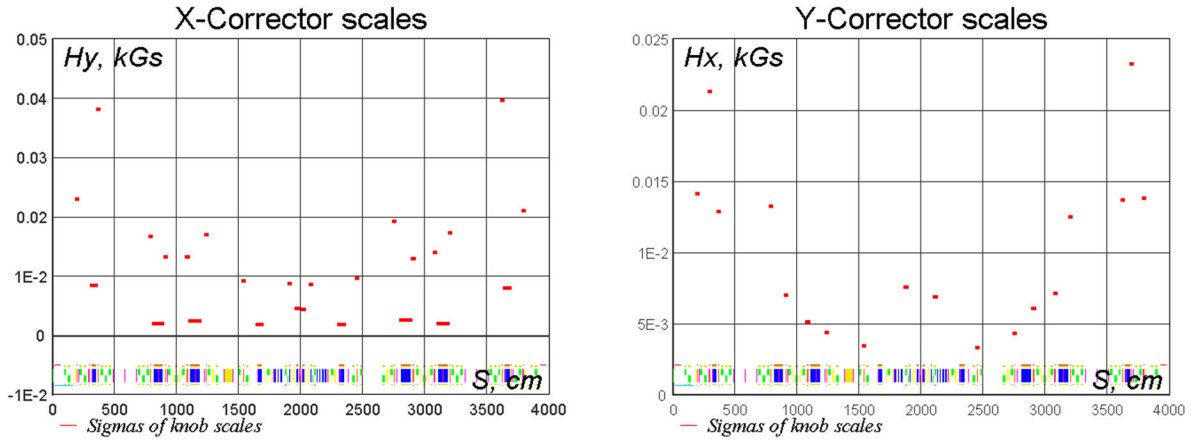 X-Corrector scales
0.05
Hy, kGs
0.04
0.03
0.02
1E-2
0
-1E-2
S, cm
0 500 1000 1500 2000 2500 3000 3500 4000
Sigmas of knob scales
Y-Corrector scales
0.025
Hx, kGs
0.02
0.015
1E-2
5E-3
0
S, cm
0 500 1000 1500 2000 2500 3000 3500 4000
Sigmas of knob scales